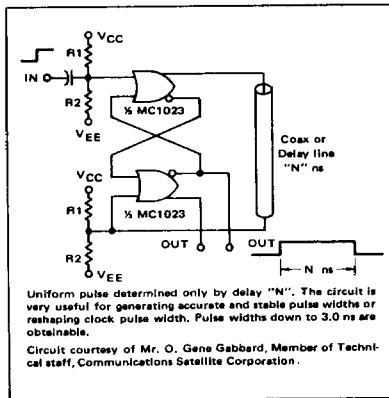 VCC
R1
IN
R2
½ MC1023
VEE
Coax or
Delay line
"N" ns
VCC
R1
½ MC1023
R2
VEE
OUT
OUT
N ns
Uniform pulse determined only by delay "N". The circuit is
very useful for generating accurate and stable pulse widths or
reshaping clock pulse width. Pulse widths down to 3.0 ns are
obtainable.
Circuit courtesy of Mr. O. Gene Gabbard, Member of Techni-
cal staff, Communications Satellite Corporation.